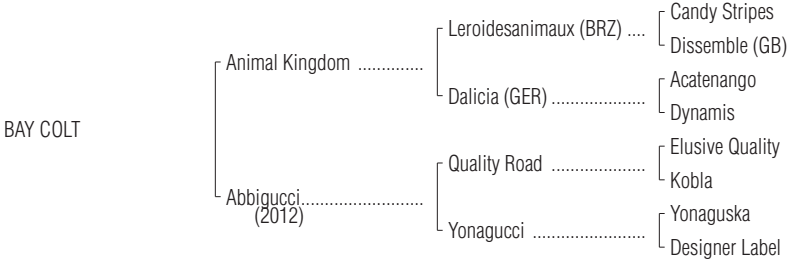 Candy Stripes
Leroidesanimaux (BRZ) ....
Dissemble (GB)
Animal Kingdom ..............
Acatenango
Dalicia (GER) ....................
Dynamis
BAY COLT
Elusive Quality
Quality Road ....................
Kobla
Abbigucci..........................
(2012)
Yonaguska
Yonagucci ........................
Designer Label